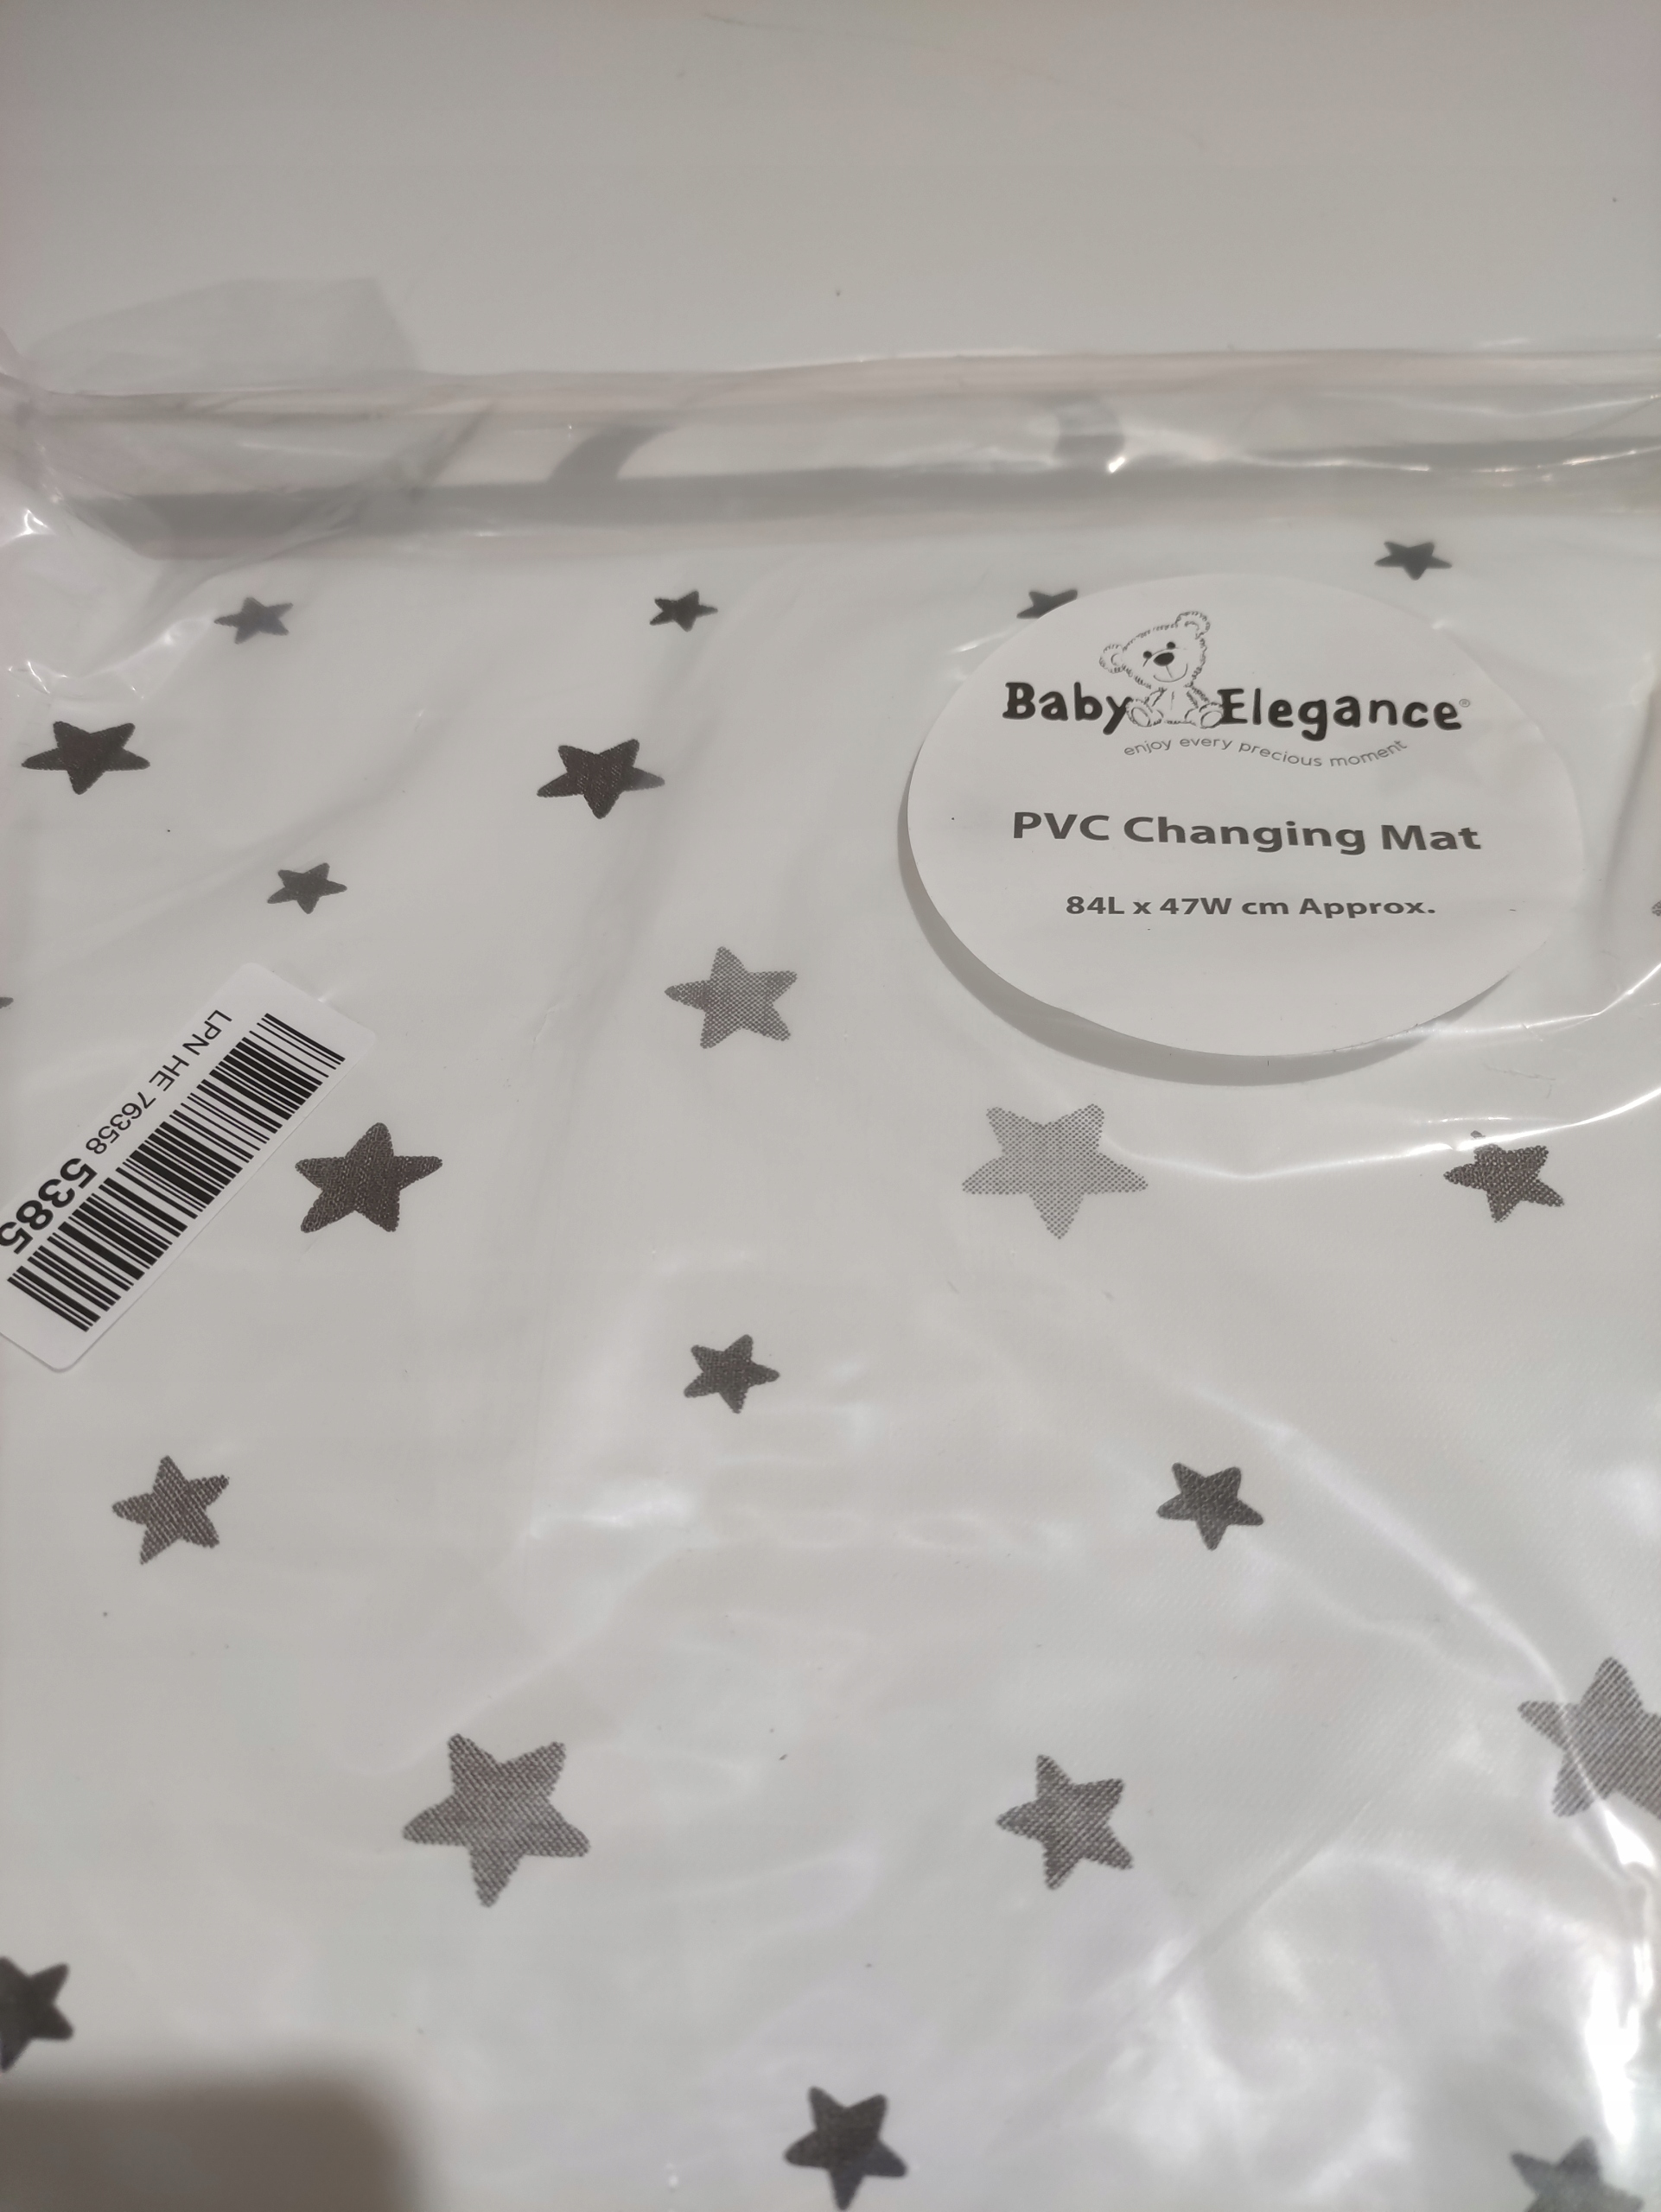 Baby Elegance®
enjoy every precious moment
PVC Changing Mat
84L x 47W cm Approx.
LPN HE 76358 5385